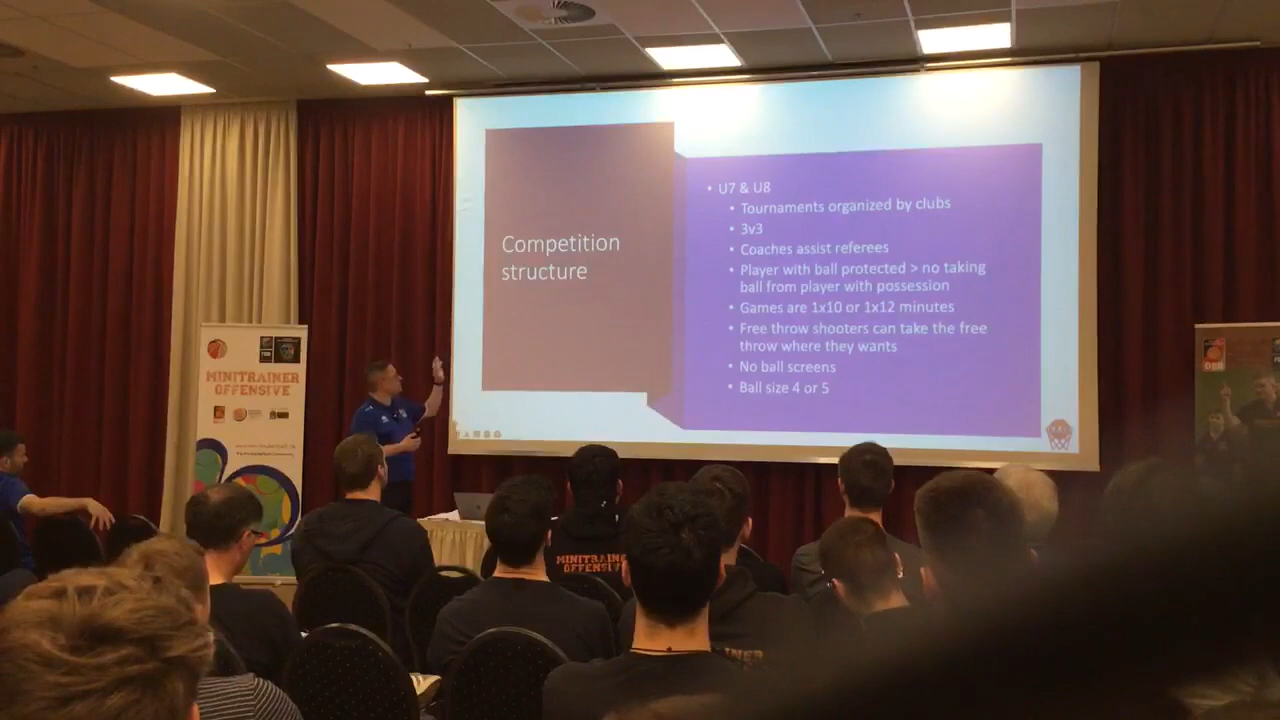 Competition
structure
• U7 & U8
• Tournaments organized by clubs
• 3v3
• Coaches assist referees
• Player with ball protected > no taking
ball from player with possession
• Games are 1x10 or 1x12 minutes
• Free throw shooters can take the free
throw where they wants
• No ball screens
• Ball size 4 or 5
MINITRAINER
OFFENSIVE
MINITRAINE
OFFENSIV